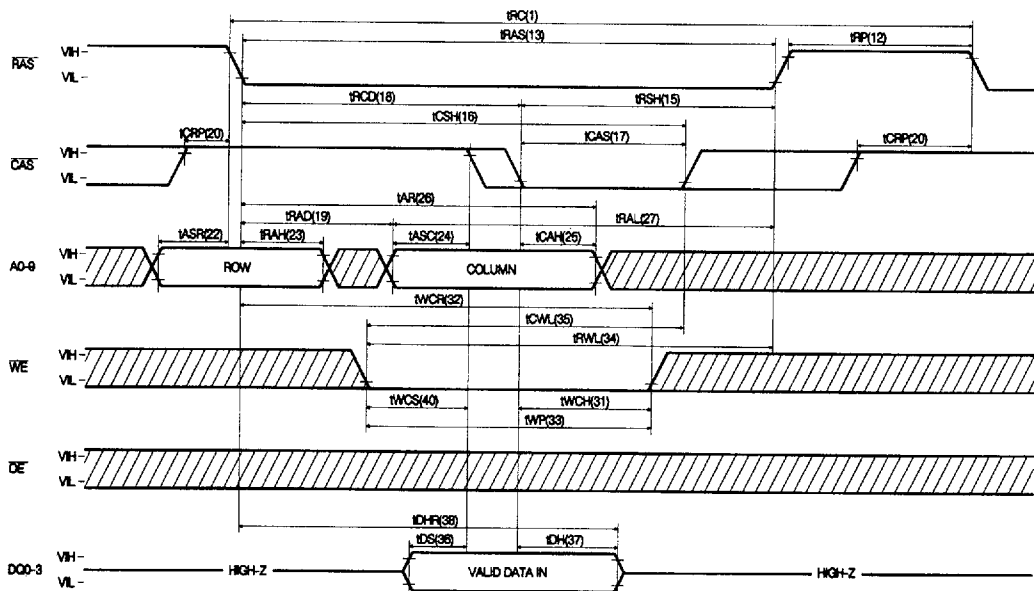 tRC(1)
tRAS(13)
tRP(12)
RAS
VIH
VIL
tRCD(18)
tRSH(15)
tCSH(16)
tCRP(20)
tCAS(17)
tCRP(20)
CAS
VIH
VIL
tAR(26)
tRAD(19)
tRAL(27)
tASR(22)
tRAH(23)
tASC(24)
tCAH(25)
A0-9
VIH
VIL
ROW
COLUMN
tWCR(32)
tCWL(35)
tRWL(34)
WE
VIH
VIL
tWCS(40)
tWCH(31)
tWP(33)
OE
VIH
VIL
tDHR(38)
tDS(36)
tDH(37)
DQ0-3
VIH
VIL
HIGH-Z
VALID DATA IN
HIGH-Z